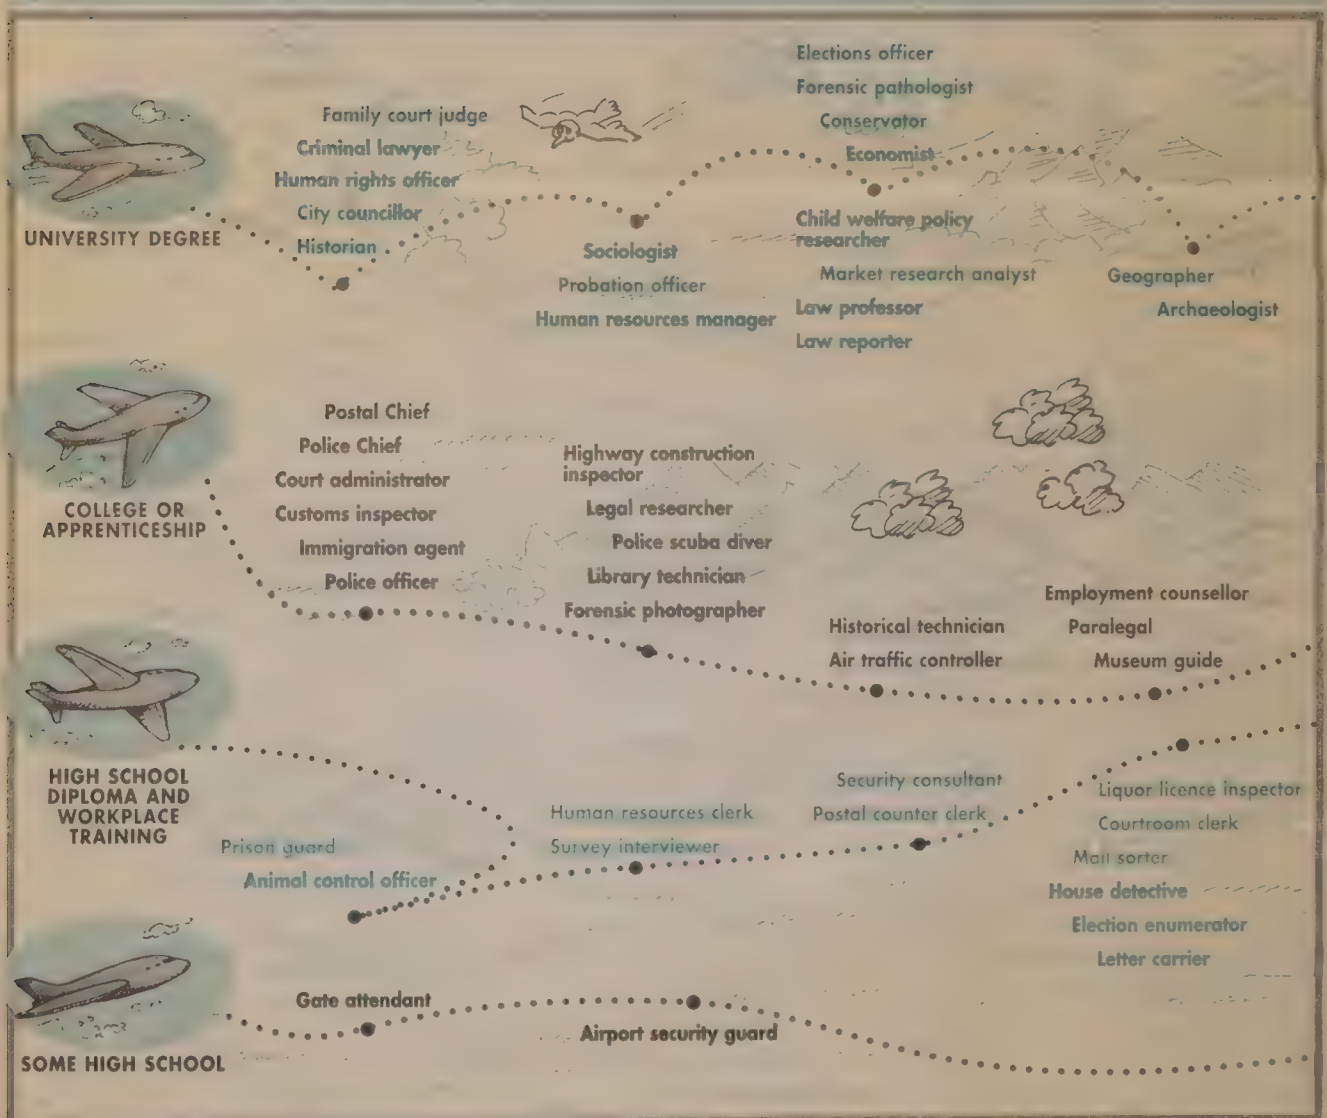 UNIVERSITY DEGREE
Family court judge
Criminal lawyer
Human rights officer
City councillor
Historian
Sociologist
Probation officer
Human resources manager
Elections officer
Forensic pathologist
Conservator
Economist
Child welfare policy
researcher
Market research analyst
Law professor
Law reporter
Geographer
Archaeologist
COLLEGE OR
APPRENTICESHIP
Postal Chief
Police Chief
Court administrator
Customs inspector
Immigration agent
Police officer
Highway construction
inspector
Legal researcher
Police scuba diver
Library technician
Forensic photographer
Historical technician
Air traffic controller
Employment counsellor
Paralegal
Museum guide
HIGH SCHOOL
DIPLOMA AND
WORKPLACE
TRAINING
Prison guard
Animal control officer
Human resources clerk
Survey interviewer
Security consultant
Postal counter clerk
Liquor licence inspector
Courtroom clerk
Mail sorter
House detective
Election enumerator
Letter carrier
SOME HIGH SCHOOL
Gate attendant
Airport security guard